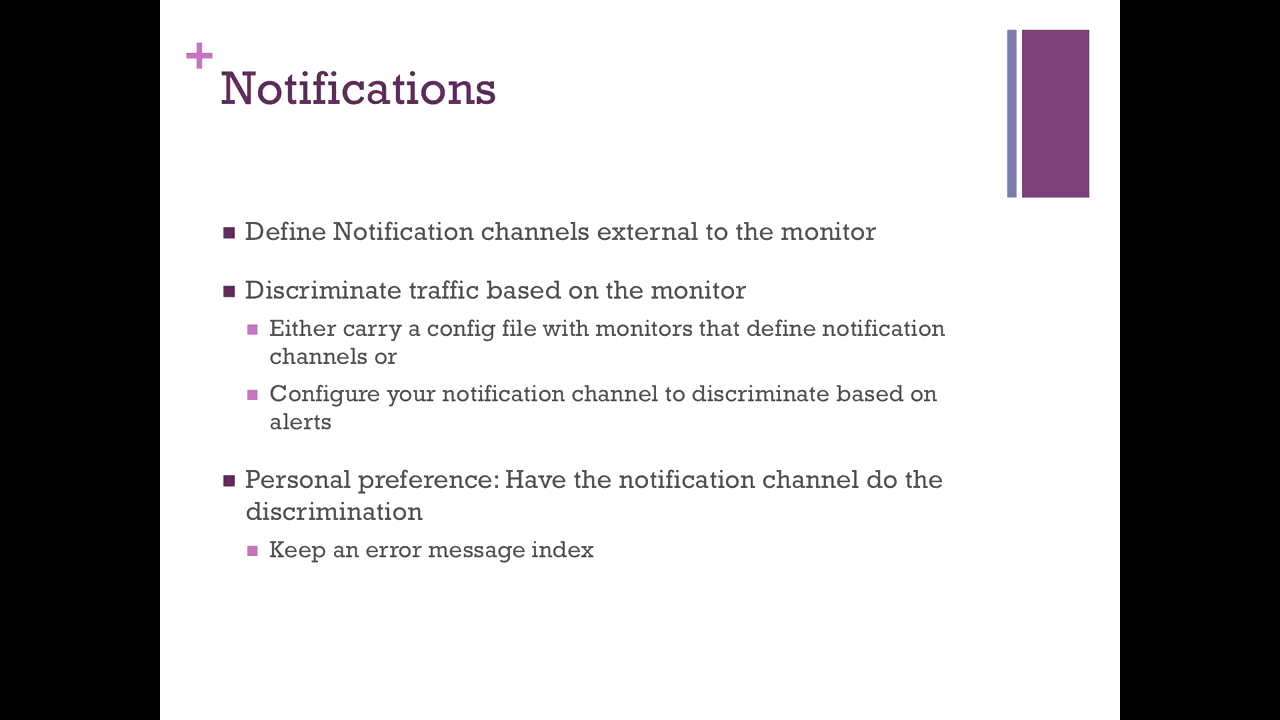 +
Notifications
Define Notification channels external to the monitor
Discriminate traffic based on the monitor
Either carry a config file with monitors that define notification
channels or
Configure your notification channel to discriminate based on
alerts
Personal preference: Have the notification channel do the
discrimination
Keep an error message index